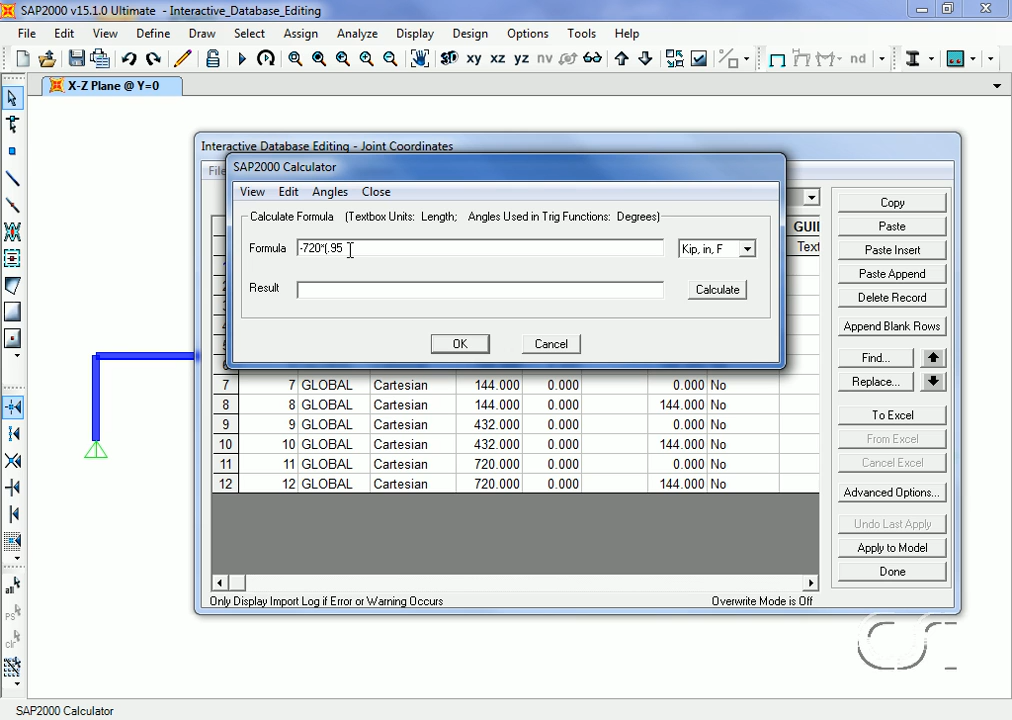 SAP2000 v15.1.0 Ultimate - Interactive_Database_Editing
File Edit View Define Draw Select Assign Analyze Display Design Options Tools Help
xy xz yz nv nd
X-Z Plane @ Y=0
Interactive Database Editing - Joint Coordinates
File
SAP2000 Calculator
View Edit Angles Close
Calculate Formula (Textbox Units: Length; Angles Used in Trig Functions: Degrees)
Formula -720*(.95 Kip, in, F
Result Calculate
OK Cancel
GUI
Text
7 7 GLOBAL Cartesian 144.000 0.000 0.000 No
8 8 GLOBAL Cartesian 144.000 0.000 144.000 No
9 9 GLOBAL Cartesian 432.000 0.000 0.000 No
10 10 GLOBAL Cartesian 432.000 0.000 144.000 No
11 11 GLOBAL Cartesian 720.000 0.000 0.000 No
12 12 GLOBAL Cartesian 720.000 0.000 144.000 No
Copy
Paste
Paste Insert
Paste Append
Delete Record
Append Blank Rows
Find...
Replace...
To Excel
From Excel
Cancel Excel
Advanced Options...
Undo Last Apply
Apply to Model
Done
Only Display Import Log if Error or Warning Occurs Overwrite Mode is Off
all
PS
clr
CSI
SAP2000 Calculator